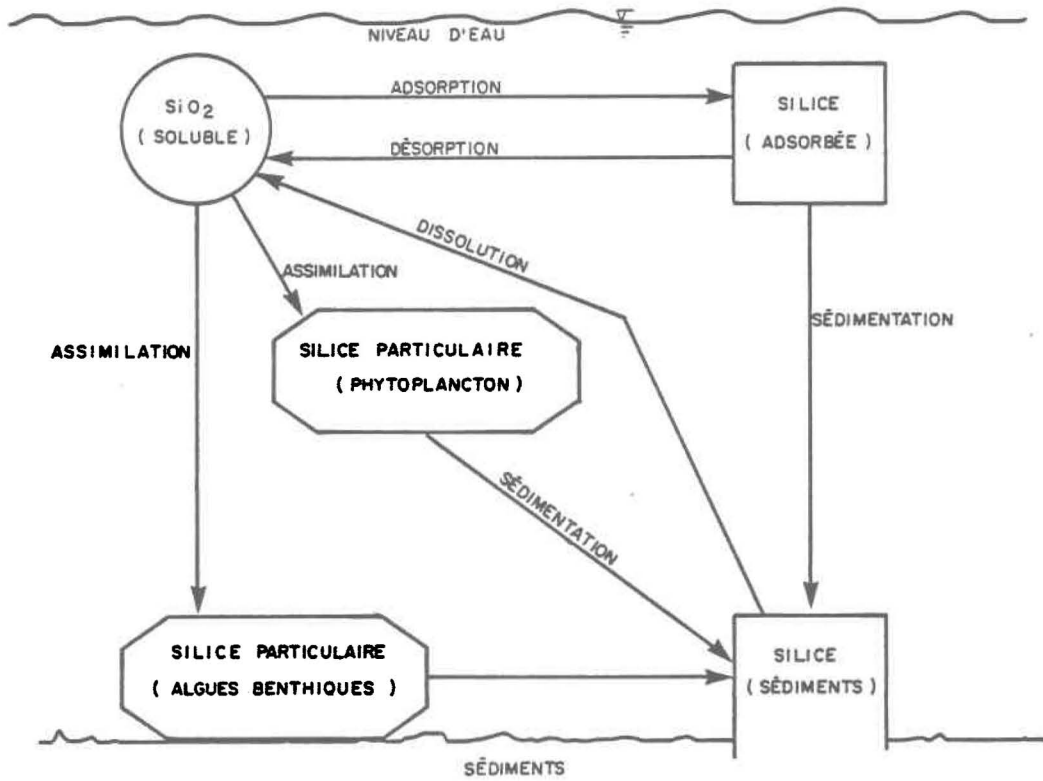 NIVEAU D'EAU
SiO2
( SOLUBLE )
ADSORPTION
SILICE
( ADSORBÉE )
DÈSORPTION
DISSOLUTION
ASSIMILATION
ASSIMILATION
SÉDIMENTATION
SILICE PARTICULAIRE
( PHYTOPLANCTON )
SÉDIMENTATION
SILICE PARTICULAIRE
( ALGUES BENTHIQUES )
SILICE
( SÉDIMENTS )
SÉDIMENTS